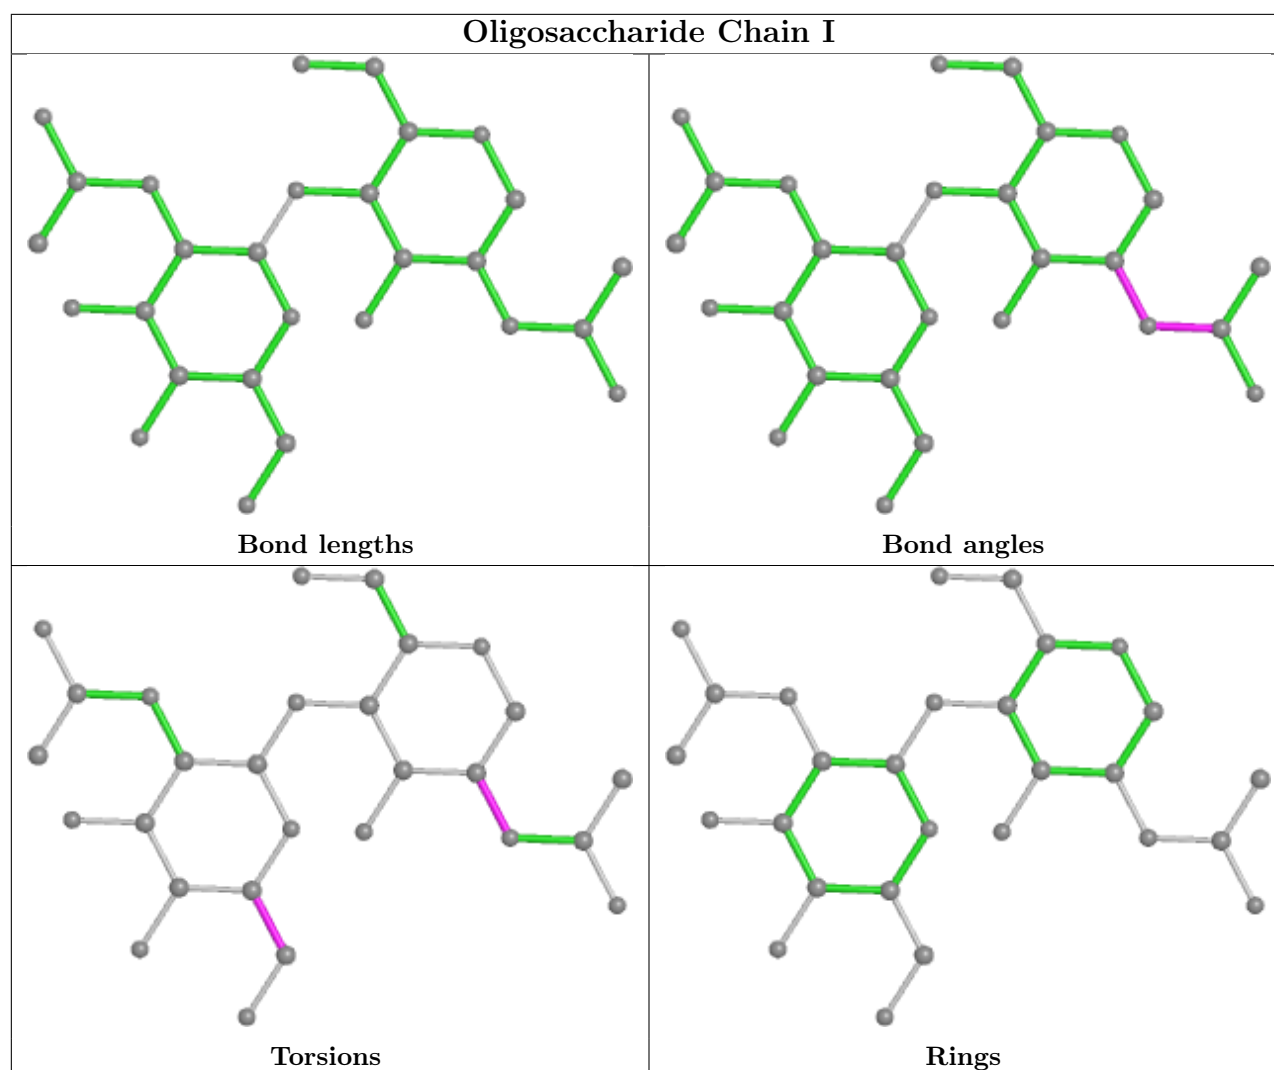 Oligosaccharide Chain I
Bond lengths
Bond angles
Torsions
Rings